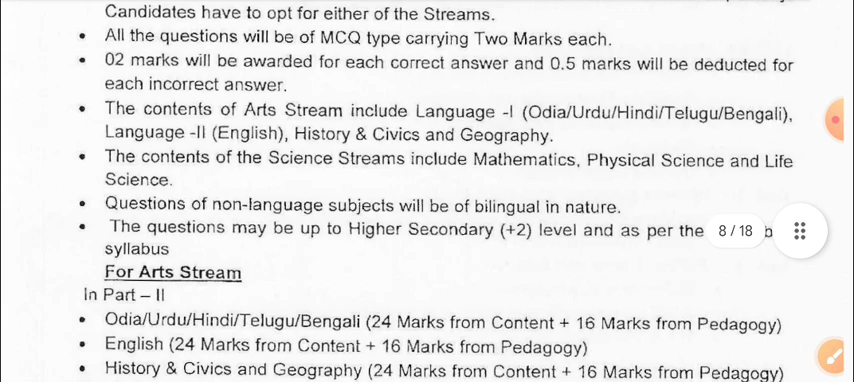 Candidates have to opt for either of the Streams.
• All the questions will be of MCQ type carrying Two Marks each.
• 02 marks will be awarded for each correct answer and 0.5 marks will be deducted for
each incorrect answer.
• The contents of Arts Stream include Language -I (Odia/Urdu/Hindi/Telugu/Bengali),
Language -II (English), History & Civics and Geography.
• The contents of the Science Streams include Mathematics, Physical Science and Life
Science.
• Questions of non-language subjects will be of bilingual in nature.
• The questions may be up to Higher Secondary (+2) level and as per the
8 / 18
syllabus
For Arts Stream
In Part – II
• Odia/Urdu/Hindi/Telugu/Bengali (24 Marks from Content + 16 Marks from Pedagogy)
• English (24 Marks from Content + 16 Marks from Pedagogy)
• History & Civics and Geography (24 Marks from Content + 16 Marks from Pedagogy)